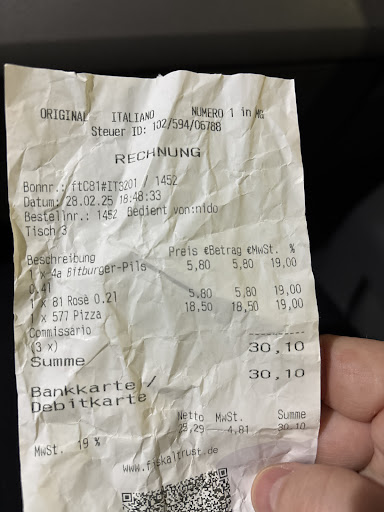 ORIGINAL ITALIANO NUMERO 1 in MG
Steuer ID: 102/594/06788
RECHNUNG
Bonnr.: ftC81#IT3201 1452
Datum: 28.02.25 18:48:33
Bestellnr.: 1452 Bedient von:nido
Tisch 3
Beschreibung Preis €Betrag €MwSt. %
1 x 4a Bitburger-Pils 5,80 5,80 19,00
0,4l
1 x 81 Rosè 0.2l 5,80 5,80 19,00
1 x 577 Pizza 18,50 18,50 19,00
Commissario
(3 x) 30,10
Summe
Bankkarte / 30,10
Debitkarte
Netto MwSt. Summe
MwSt. 19 % 25,29 4,81 30,10
www.fiskaltrust.de